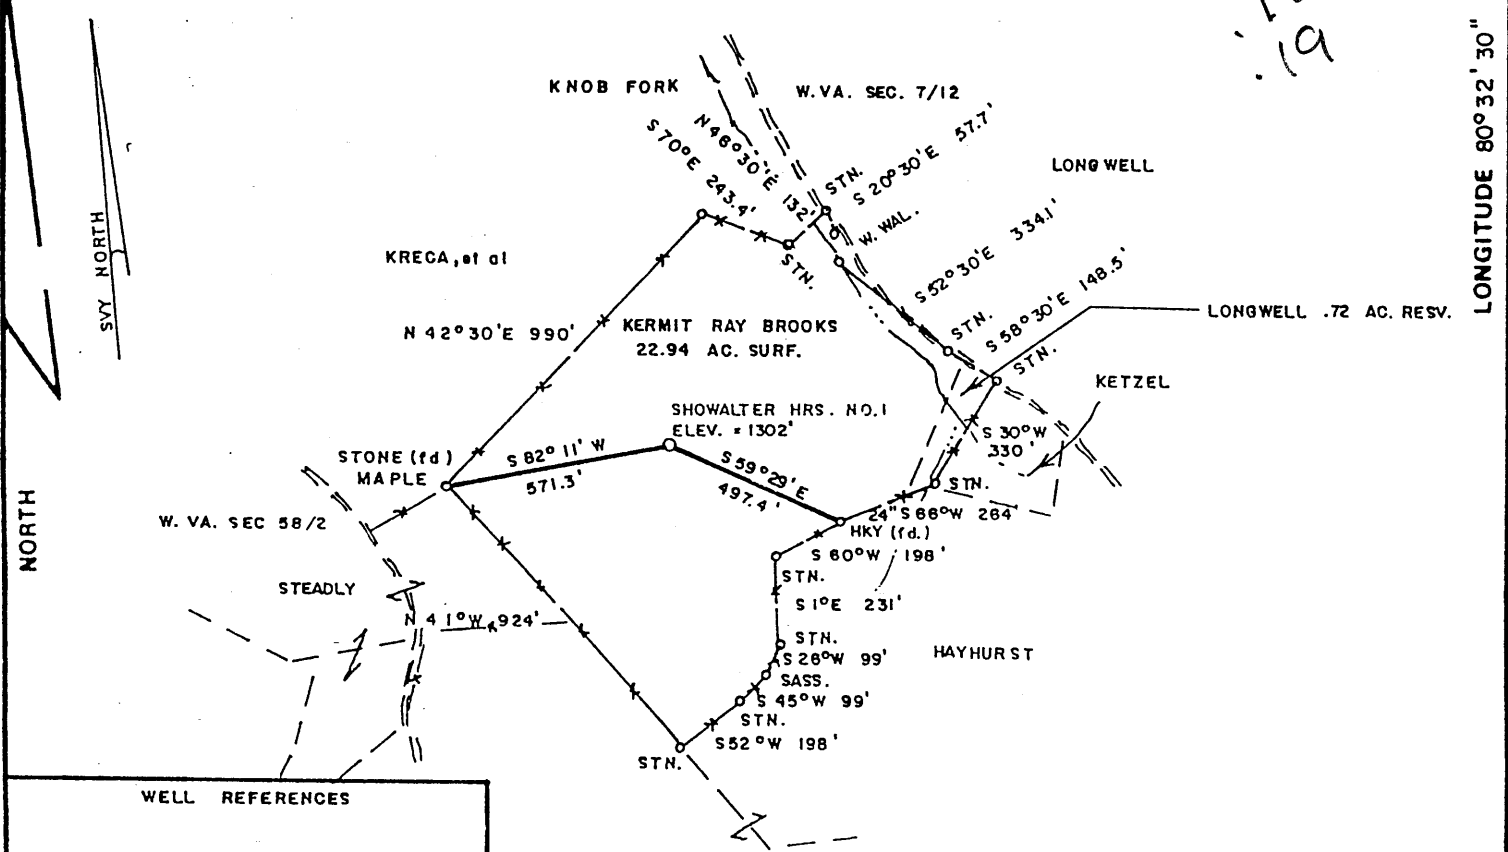 .19
LONGITUDE 80°32'30"
KNOB FORK
W. VA. SEC. 7/12
S 70°E 243.4'
N 46°30'E 132'
STN.
S 20°30'E 57.7'
LONGWELL
W. WAL.
SVY NORTH
KRECA, et al
STN.
S 52°30'E 334.1'
S 58°30'E 148.5'
LONGWELL .72 AC. RESV.
N 42°30'E 990'
KERMIT RAY BROOKS
22.94 AC. SURF.
STN.
STN.
KETZEL
SHOWALTER HRS. NO.1
ELEV. = 1302'
S 30°W
330'
STONE (fd)
MAPLE
S 82° 11' W
571.3'
S 59°29'E
497.4'
STN.
24" S 66°W 264'
HKY (fd.)
W. VA. SEC 58/2
NORTH
S 60°W 198'
STN.
STEADLY
S 1°E 231'
N 41°W 924'
STN.
S 28°W 99'
HAYHURST
SASS.
S 45°W 99'
STN.
S52°W 198'
STN.
WELL REFERENCES